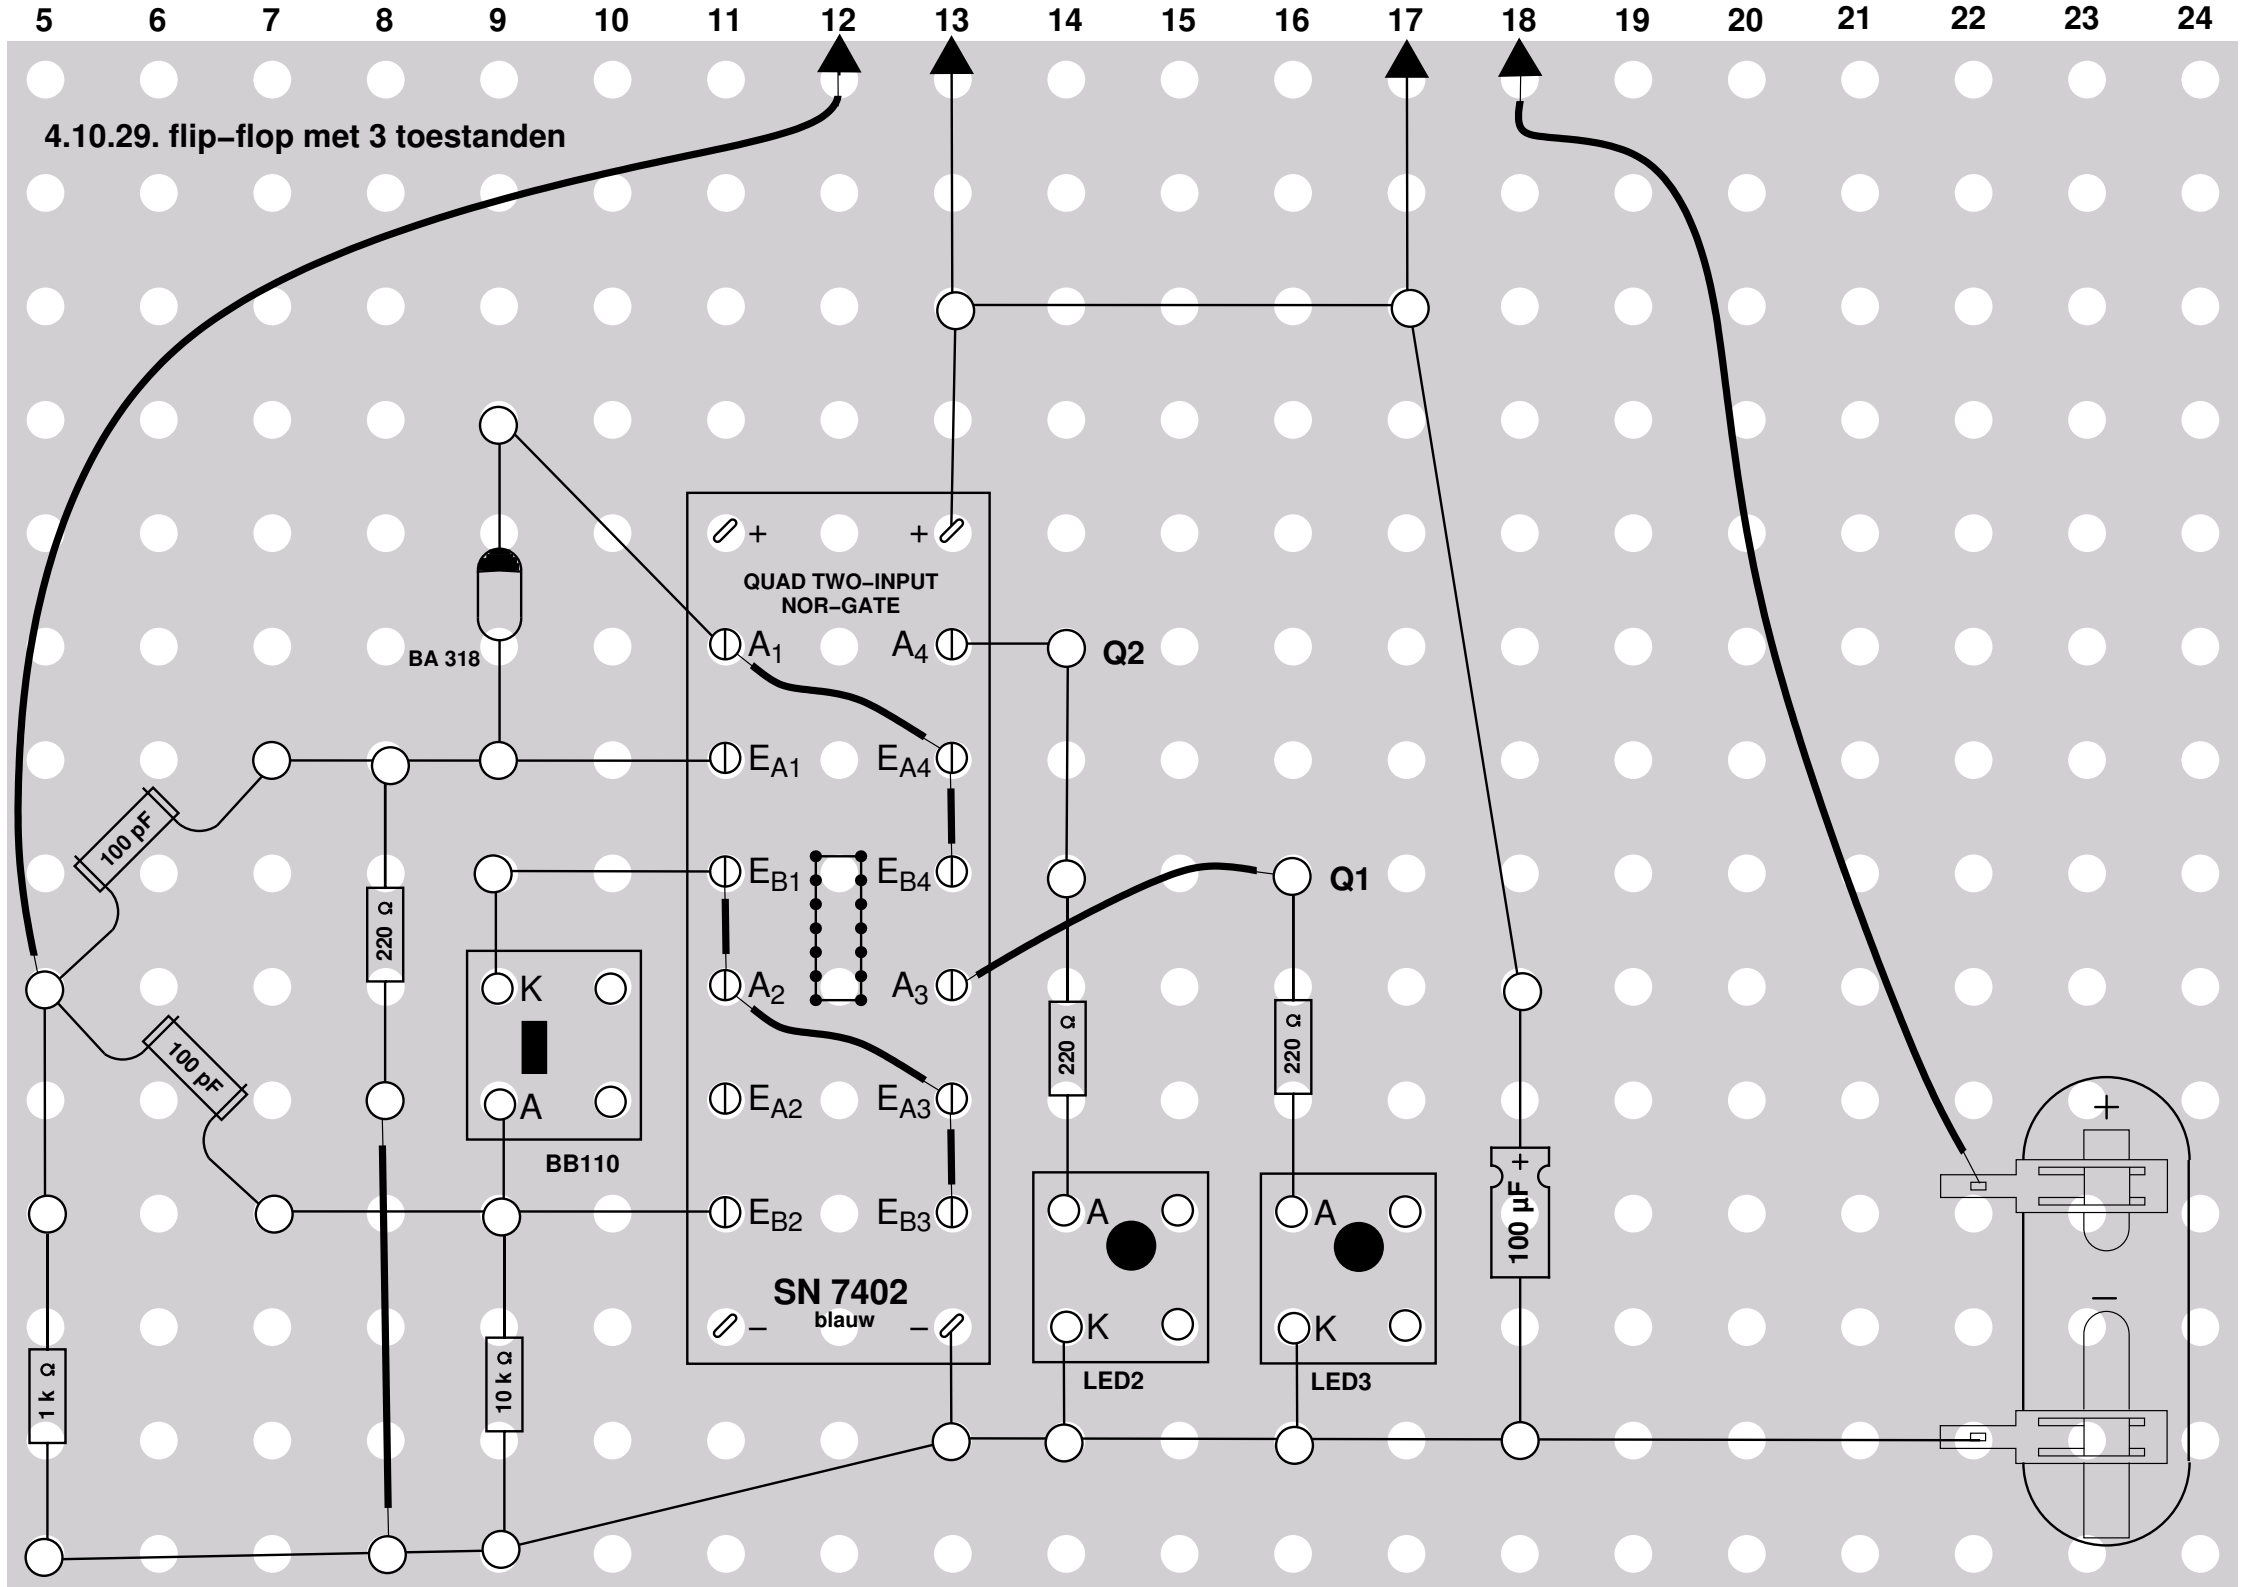 5 6 7 8 9 10 11 12 13 14 15 16 17 18 19 20 21 22 23 24
4.10.29. flip–flop met 3 toestanden
+ +
QUAD TWO–INPUT
NOR–GATE
A1 A4 Q2
BA 318
EA1 EA4
100 pF
EB1 EB4 Q1
220 Ω
K A2 A3
220 Ω
220 Ω
100 pF
A EA2 EA3
+
BB110
+
100 µF
EB2 EB3 A A
SN 7402
blauw
– –
–
K K
LED2 LED3
1 k Ω
10 k Ω